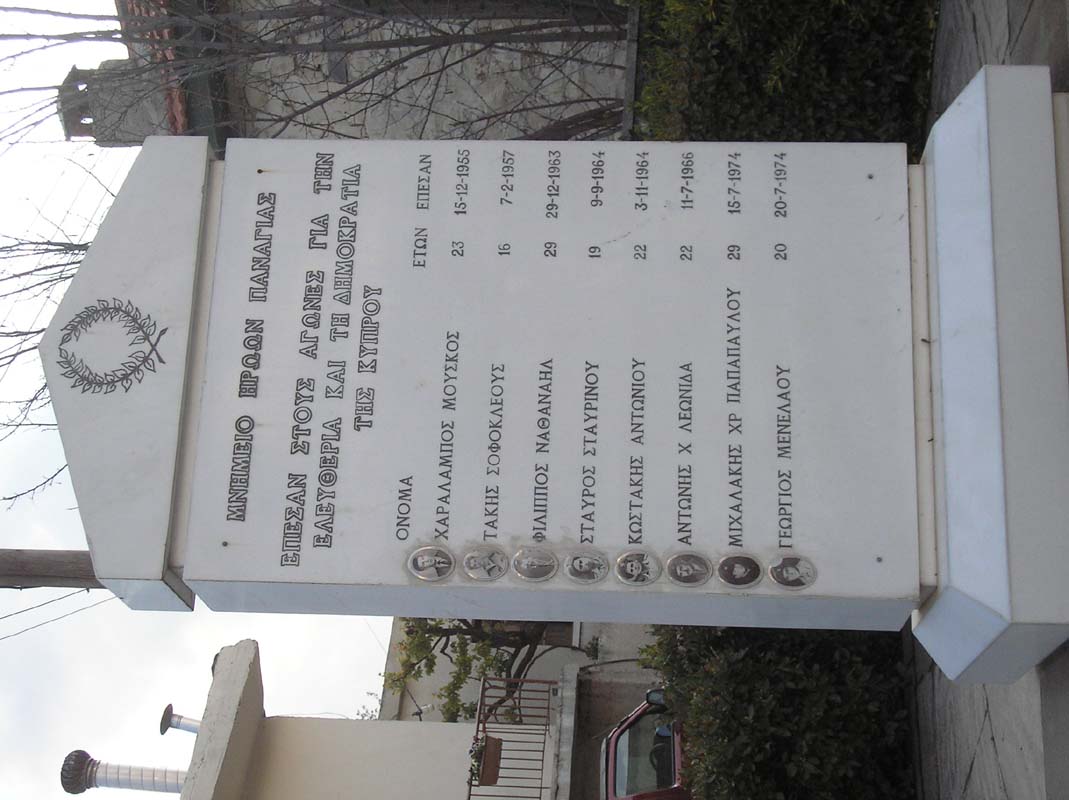 ΜΝΗΜΕΙΟ ΗΡΩΩΝ ΠΑΝΑΓΙΑΣ
ΕΠΕΣΑΝ ΣΤΟΥΣ ΑΓΩΝΕΣ ΓΙΑ ΤΗΝ
ΕΛΕΥΘΕΡΙΑ ΚΑΙ ΤΗ ΔΗΜΟΚΡΑΤΙΑ
ΤΗΣ ΚΥΠΡΟΥ
ΟΝΟΜΑ ΕΤΩΝ ΕΠΕΣΑΝ
ΧΑΡΑΛΑΜΠΟΣ ΜΟΥΣΚΟΣ 23 15-12-1955
ΤΑΚΗΣ ΣΟΦΟΚΛΕΟΥΣ 16 7-2-1957
ΦΙΛΙΠΠΟΣ ΝΑΘΑΝΑΗΛ 29 29-12-1963
ΣΤΑΥΡΟΣ ΣΤΑΥΡΙΝΟΥ 19 9-9-1964
ΚΩΣΤΑΚΗΣ ΑΝΤΩΝΙΟΥ 22 3-11-1964
ΑΝΤΩΝΗΣ Χ ΛΕΩΝΙΔΑ 22 11-7-1966
ΜΙΧΑΛΑΚΗΣ ΧΡ ΠΑΠΑΠΑΥΛΟΥ 29 15-7-1974
ΓΕΩΡΓΙΟΣ ΜΕΝΕΛΑΟΥ 20 20-7-1974